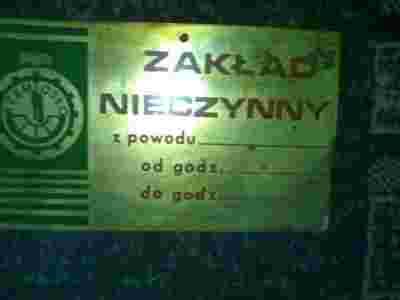 ZAKŁAD
NIECZYNNY
z powodu
od godz.
do godz.